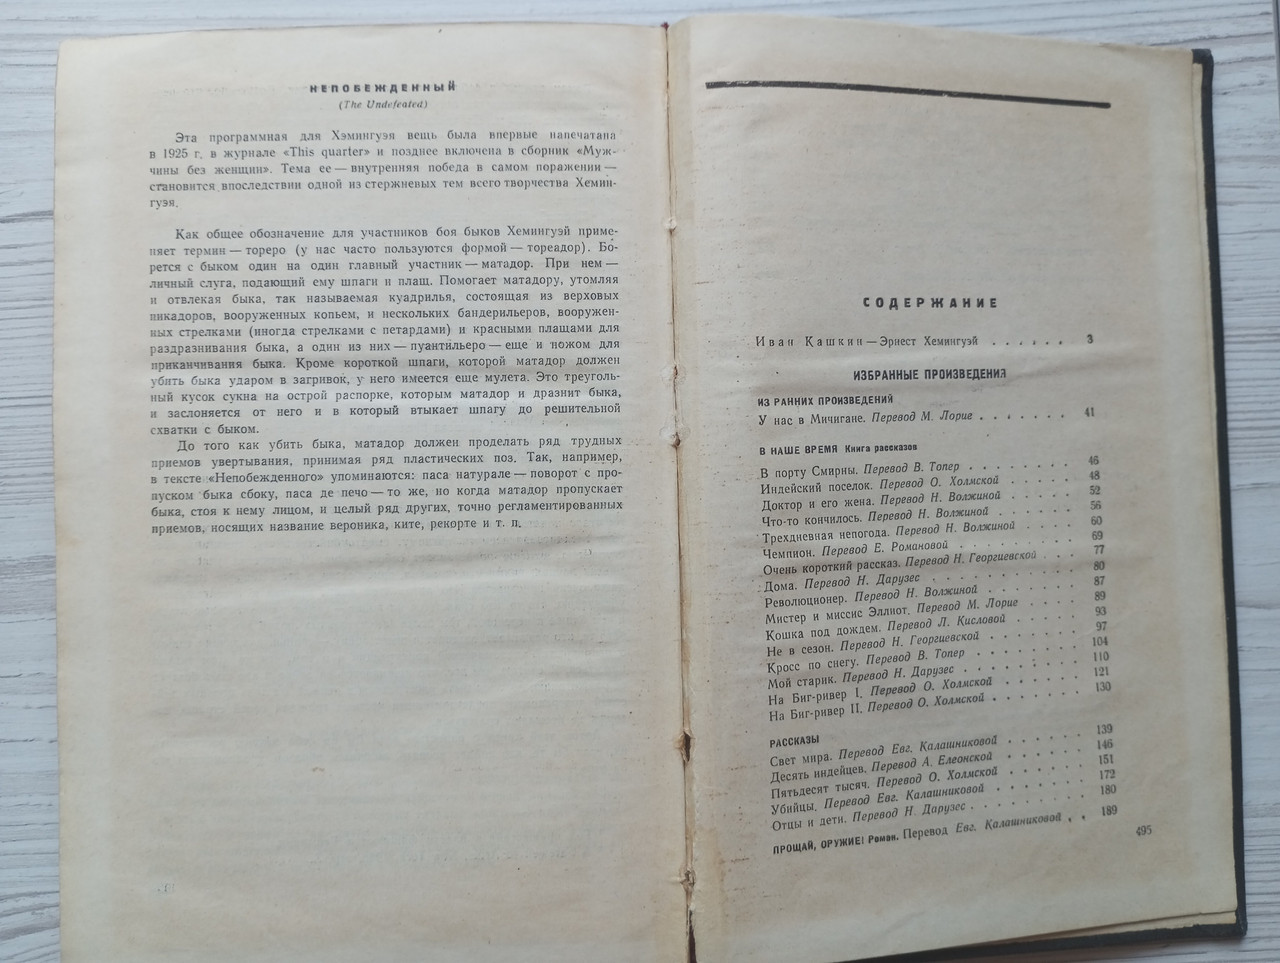 НЕПОБЕЖДЕННЫЙ
(The Undefeated)
Эта программная для Хэмингуэя вещь была впервые напечатана
в 1925 г. в журнале «This quarter» и позднее включена в сборник «Муж-
чины без женщин». Тема ее — внутренняя победа в самом поражении —
становится впоследствии одной из стержневых тем всего творчества Хемин-
гуэя.
Как общее обозначение для участников боя быков Хемингуэй приме-
няет термин — тореро (у нас часто пользуются формой — тореадор). Бо-
рется с быком один на один главный участник — матадор. При нем —
личный слуга, подающий ему шпаги и плащ. Помогает матадору, утомляя
и отвлекая быка, так называемая куадрилья, состоящая из верховых
пикадоров, вооруженных копьем, и нескольких бандерильеров, вооружен-
ных стрелками (иногда стрелками с петардами) и красными плащами для
раздразнивания быка, а один из них — пуантильеро — еще и ножом для
приканчивания быка. Кроме короткой шпаги, которой матадор должен
убить быка ударом в загривок, у него имеется еще мулета. Это треуголь-
ный кусок сукна на острой распорке, которым матадор и дразнит быка,
и заслоняется от него и в который втыкает шпагу до решительной
схватки с быком.
До того как убить быка, матадор должен проделать ряд трудных
приемов увертывания, принимая ряд пластических поз. Так, например,
в тексте «Непобежденного» упоминаются: паса натурале — поворот с про-
пуском быка сбоку, паса де печо — то же, но когда матадор пропускает
быка, стоя к нему лицом, и целый ряд других, точно регламентированных
приемов, носящих название вероника, ките, рекорте и т. п.
СОДЕРЖАНИЕ
Иван Кашкин — Эрнест Хемингуэй . . . . . . 3
ИЗБРАННЫЕ ПРОИЗВЕДЕНИЯ
ИЗ РАННИХ ПРОИЗВЕДЕНИЙ
У нас в Мичигане. Перевод М. Лорие . . . . . . . 41
В НАШЕ ВРЕМЯ Книга рассказов
В порту Смирны. Перевод В. Топер . . . . . . . . 46
Индейский поселок. Перевод О. Холмской . . . . . 48
Доктор и его жена. Перевод Н. Волжиной . . . . . 52
Что-то кончилось. Перевод Н. Волжиной . . . . . . 56
Трехдневная непогода. Перевод Н. Волжиной . . . . 60
Чемпион. Перевод Е. Романовой . . . . . . . . . 69
Очень короткий рассказ. Перевод Н. Георгиевской . . . 77
Дома. Перевод Н. Дарузес . . . . . . . . . . 80
Революционер. Перевод Н. Волжиной . . . . . . . 87
Мистер и миссис Эллиот. Перевод М. Лорие . . . . 89
Кошка под дождем. Перевод Л. Кисловой . . . . . 93
Не в сезон. Перевод Н. Георгиевской . . . . . . 97
Кросс по снегу. Перевод В. Топер . . . . . . . 104
Мой старик. Перевод Н. Дарузес . . . . . . . . 110
На Биг-ривер I. Перевод О. Холмской . . . . . . 121
На Биг-ривер II. Перевод О. Холмской . . . . . . 130
РАССКАЗЫ
Свет мира. Перевод Евг. Калашниковой . . . . . 139
Десять индейцев. Перевод А. Елеонской . . . . . 146
Пятьдесят тысяч. Перевод О. Холмской . . . . . 151
Убийцы. Перевод Евг. Калашниковой . . . . . . 172
Отцы и дети. Перевод Н. Дарузес . . . . . . . . 180
ПРОЩАЙ, ОРУЖИЕ! Роман. Перевод Евг. Калашниковой . . 189
495